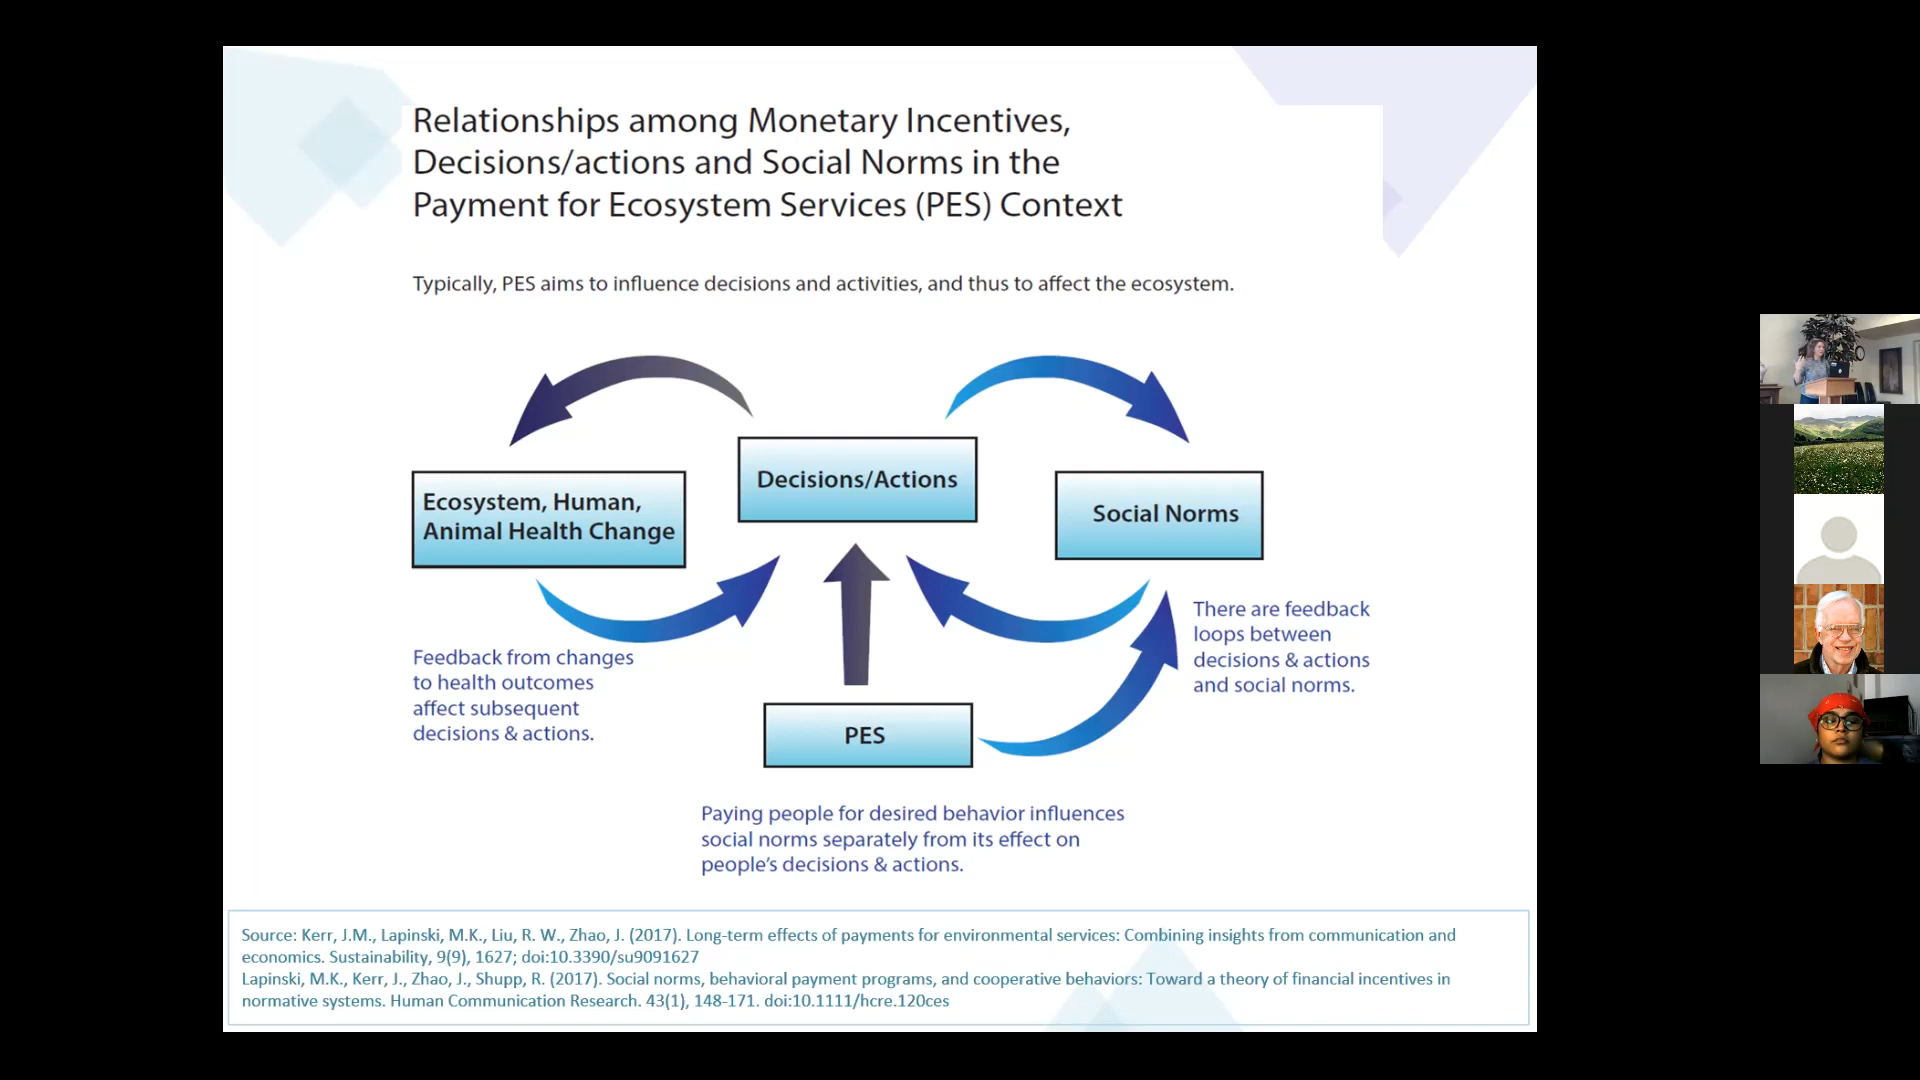 Relationships among Monetary Incentives,
Decisions/actions and Social Norms in the
Payment for Ecosystem Services (PES) Context
Typically, PES aims to influence decisions and activities, and thus to affect the ecosystem.
Decisions/Actions
Ecosystem, Human,
Animal Health Change
Social Norms
There are feedback
loops between
decisions & actions
and social norms.
Feedback from changes
to health outcomes
affect subsequent
decisions & actions.
PES
Paying people for desired behavior influences
social norms separately from its effect on
people's decisions & actions.
Source: Kerr, J.M., Lapinski, M.K., Liu, R. W., Zhao, J. (2017). Long-term effects of payments for environmental services: Combining insights from communication and
economics. Sustainability, 9(9), 1627; doi:10.3390/su9091627
Lapinski, M.K., Kerr, J., Zhao, J., Shupp, R. (2017). Social norms, behavioral payment programs, and cooperative behaviors: Toward a theory of financial incentives in
normative systems. Human Communication Research. 43(1), 148-171. doi:10.1111/hcre.120ces